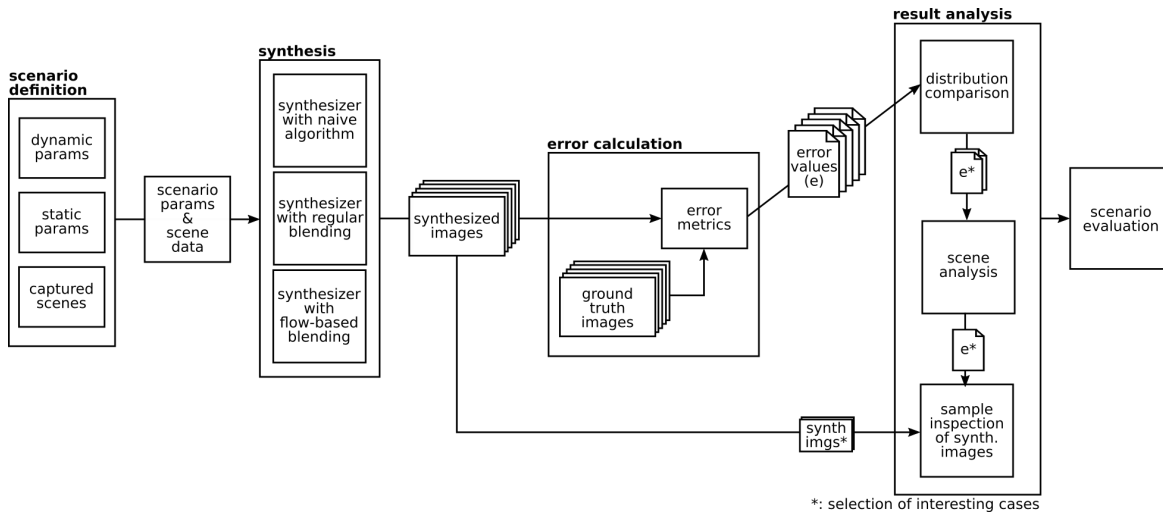 scenario
definition
dynamic
params
static
params
captured
scenes
scenario
params
&
scene
data
synthesis
synthesizer
with naive
algorithm
synthesizer
with regular
blending
synthesizer
with
flow-based
blending
synthesized
images
error calculation
error
metrics
ground
truth
images
error
values
(e)
synth
imgs*
result analysis
distribution
comparison
e*
scene
analysis
e*
sample
inspection
of synth.
images
scenario
evaluation
*: selection of interesting cases